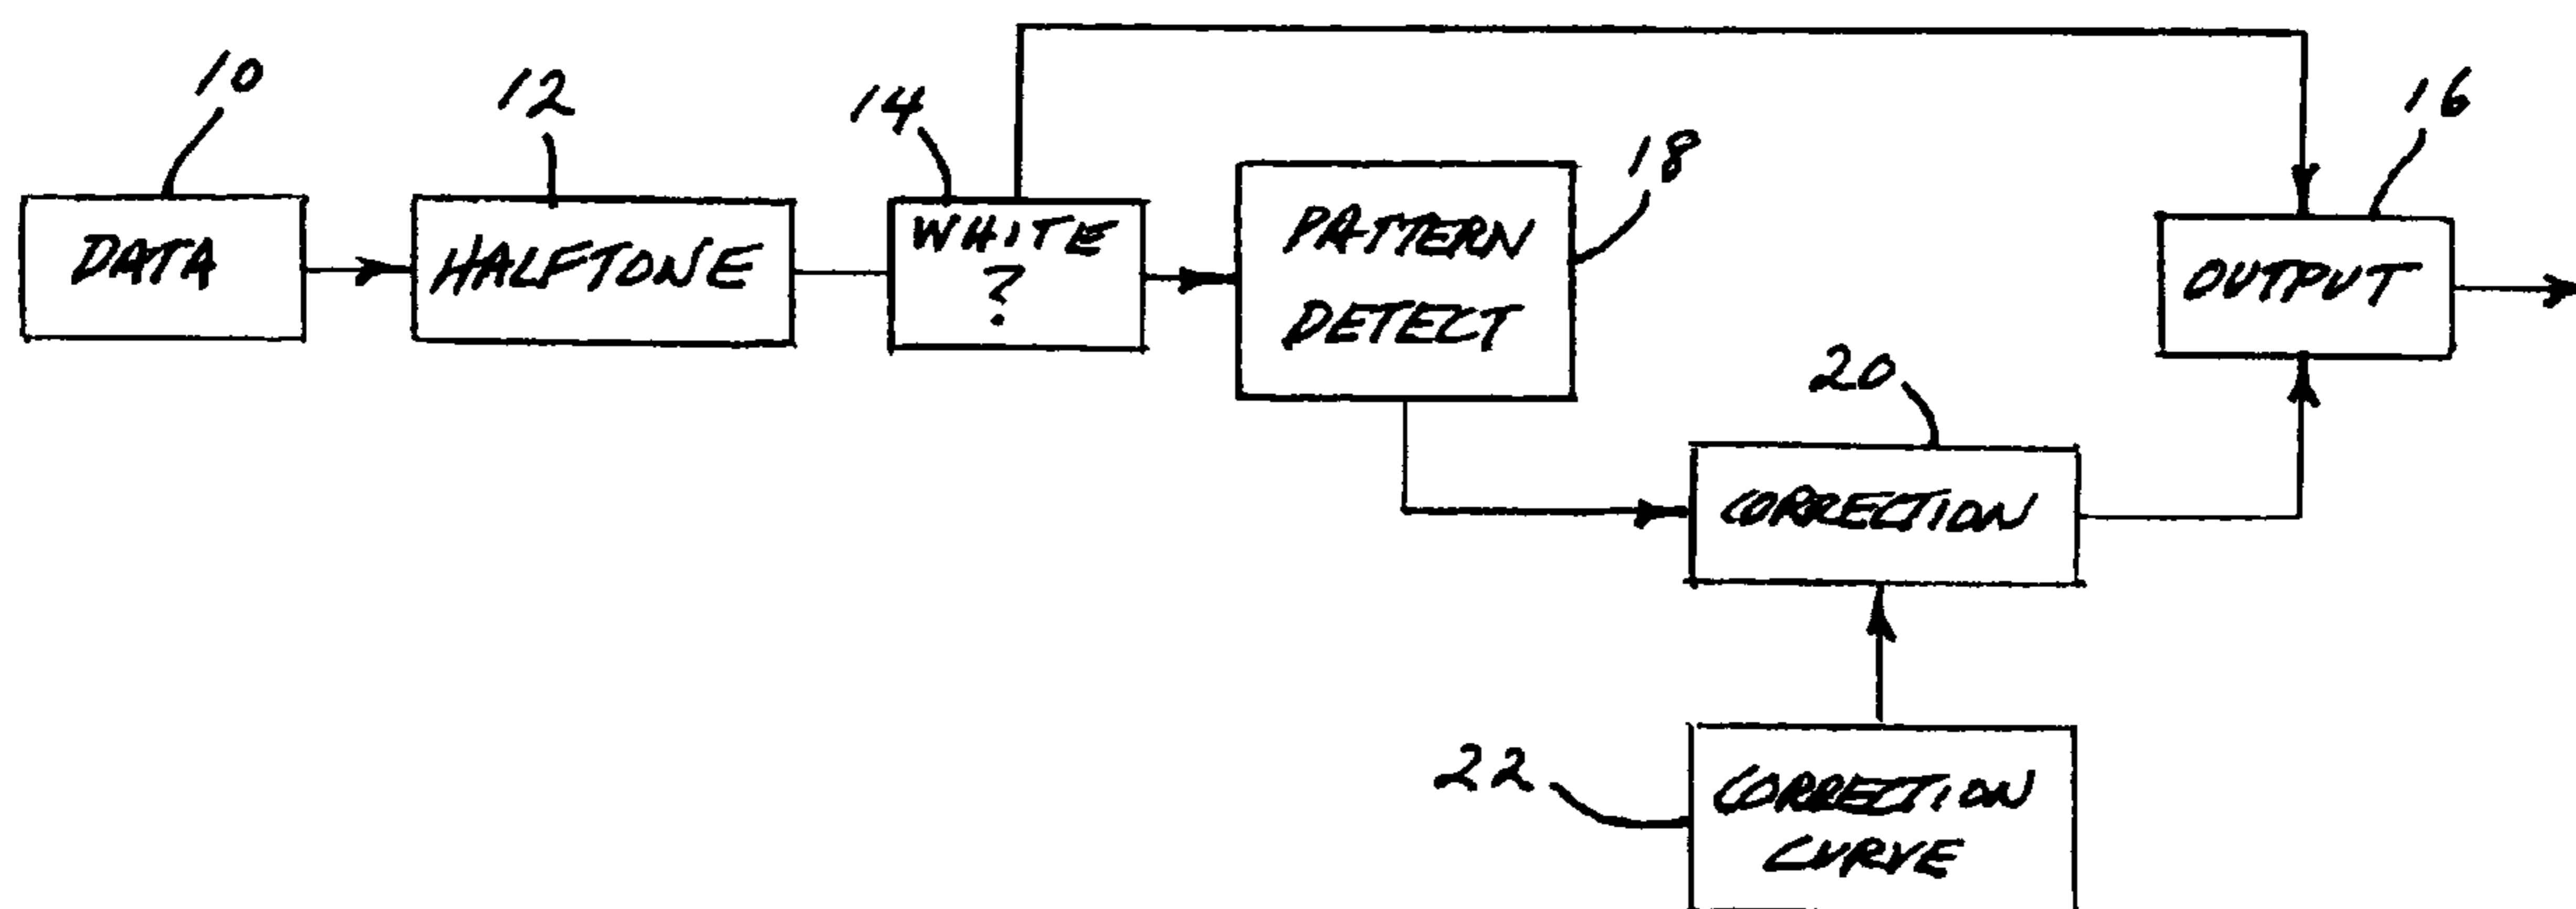 10
12
14
16
18
DATA
HALFTONE
WHITE
?
PATTERN
DETECT
OUTPUT
20
CORRECTION
22
CORRECTION
CURVE